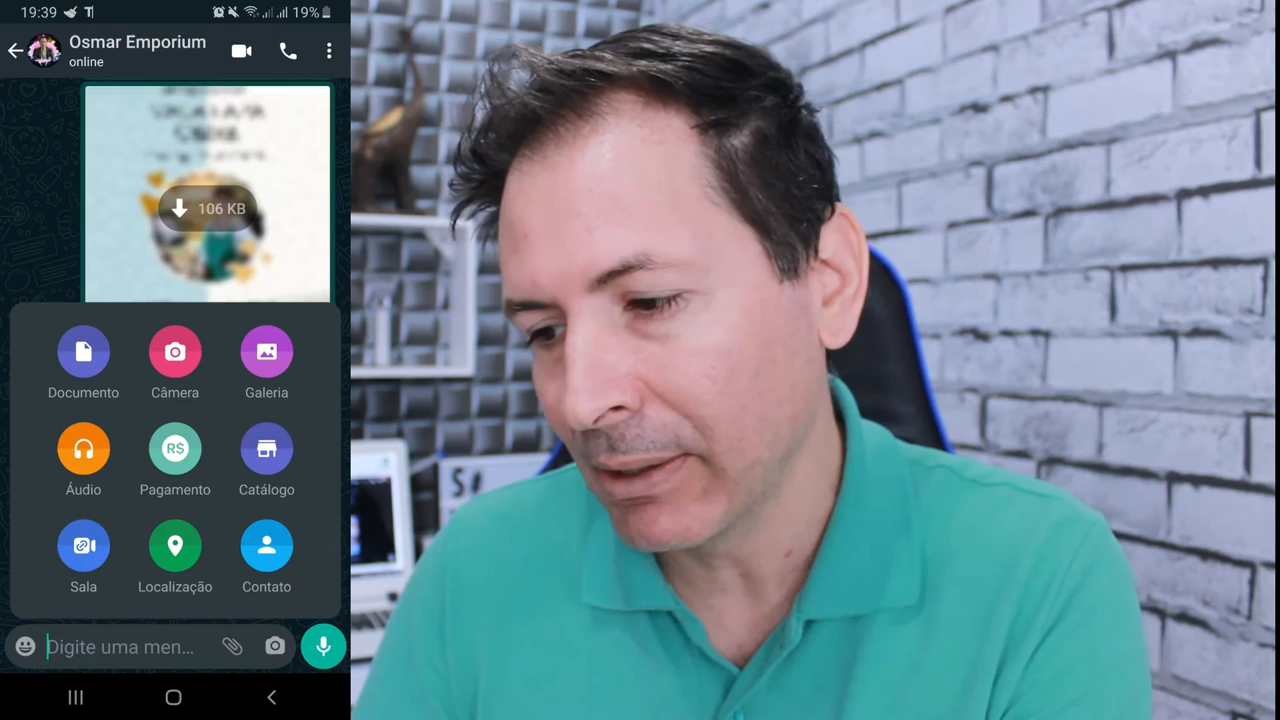 19:39 19%
Osmar Emporium
online
106 KB
Documento Câmera Galeria
R$
Áudio Pagamento Catálogo
Sala Localização Contato
Digite uma men...